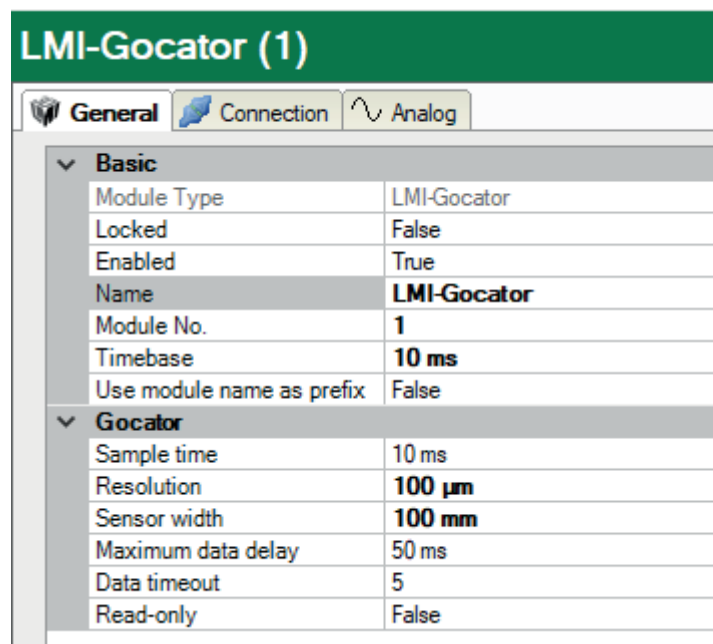 LMI-Gocator (1)
General Connection Analog
Basic
Module Type LMI-Gocator
Locked False
Enabled True
Name LMI-Gocator
Module No. 1
Timebase 10 ms
Use module name as prefix False
Gocator
Sample time 10 ms
Resolution 100 µm
Sensor width 100 mm
Maximum data delay 50 ms
Data timeout 5
Read-only False